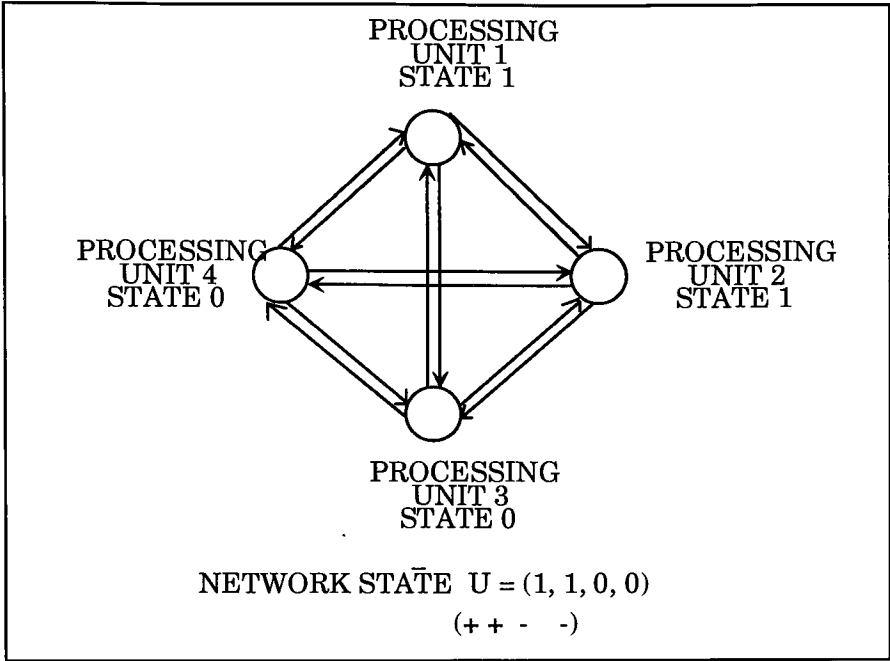 PROCESSING
UNIT 1
STATE 1
PROCESSING
UNIT 4
STATE 0
PROCESSING
UNIT 2
STATE 1
PROCESSING
UNIT 3
STATE 0
NETWORK STATE U = (1, 1, 0, 0)
(+ + - -)